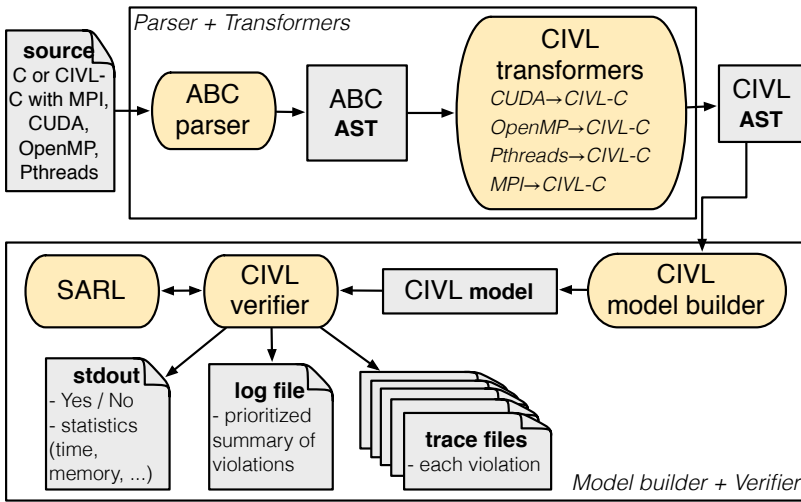 Parser + Transformers
source
C or CIVL-
C with MPI,
CUDA,
OpenMP,
Pthreads
ABC
parser
ABC
AST
CIVL
transformers
CUDA→CIVL-C
OpenMP→CIVL-C
Pthreads→CIVL-C
MPI→CIVL-C
CIVL
AST
SARL
CIVL
verifier
CIVL model
CIVL
model builder
stdout
- Yes / No
- statistics
(time,
memory, ...)
log file
- prioritized
summary of
violations
trace files
- each violation
Model builder + Verifier